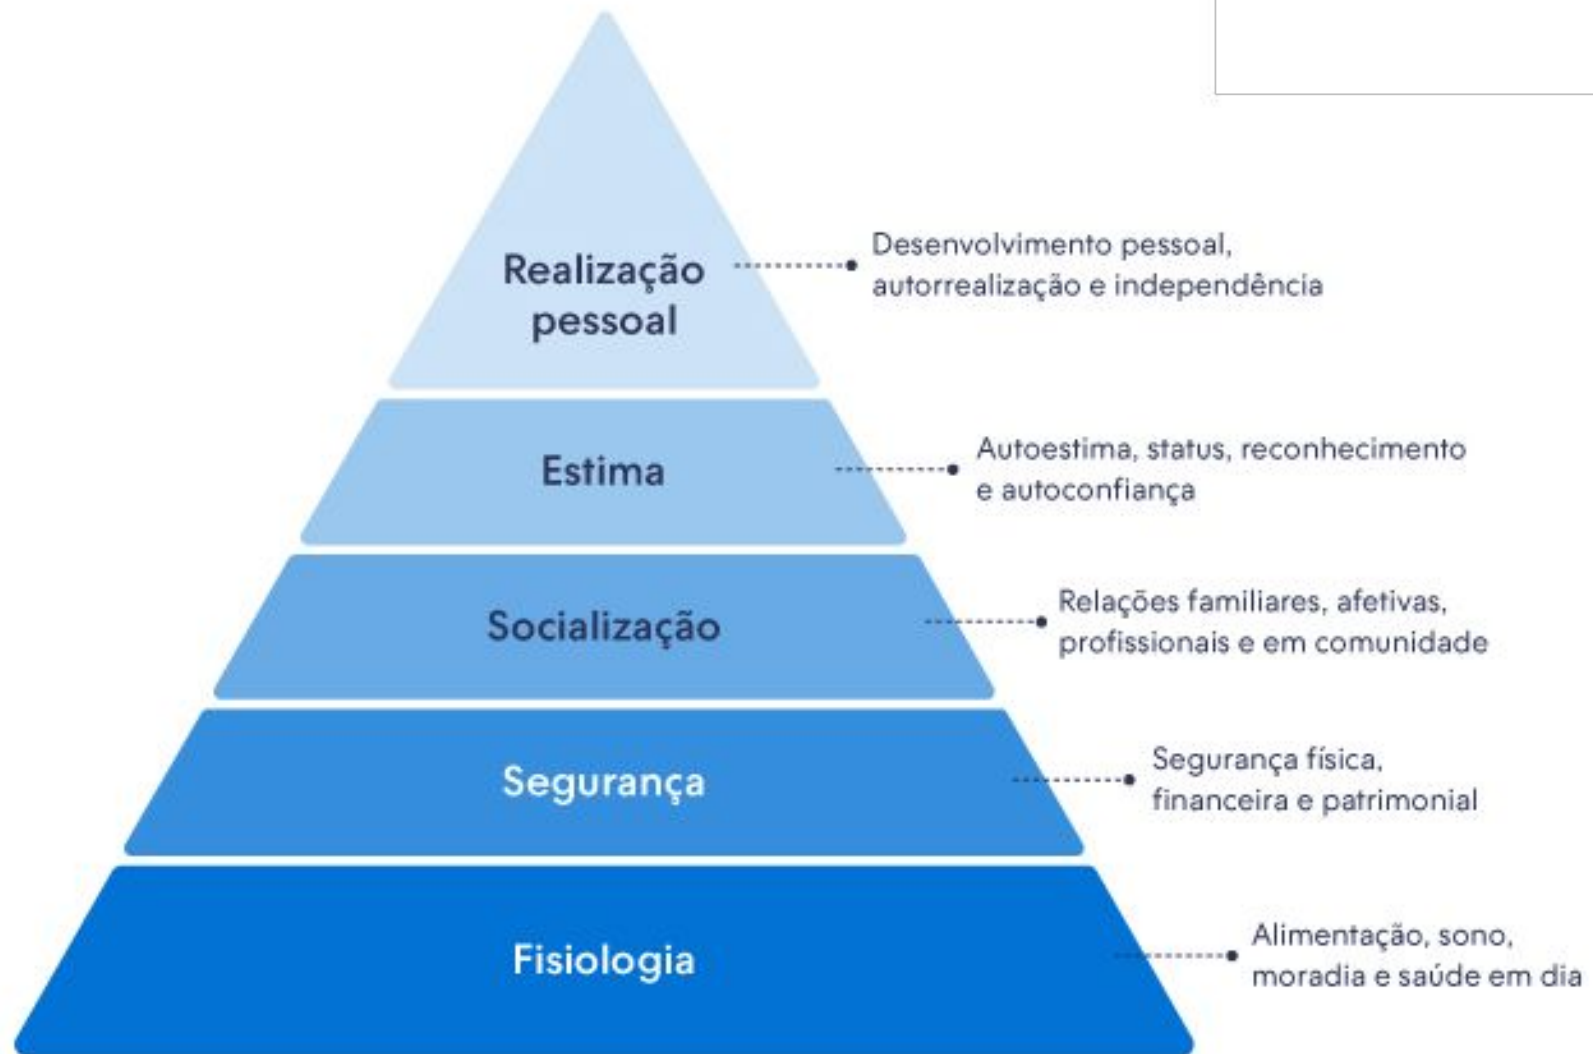 Realização
pessoal
Desenvolvimento pessoal,
autorrealização e independência
Estima
Autoestima, status, reconhecimento
e autoconfiança
Socialização
Relações familiares, afetivas,
profissionais e em comunidade
Segurança
Segurança física,
financeira e patrimonial
Fisiologia
Alimentação, sono,
moradia e saúde em dia